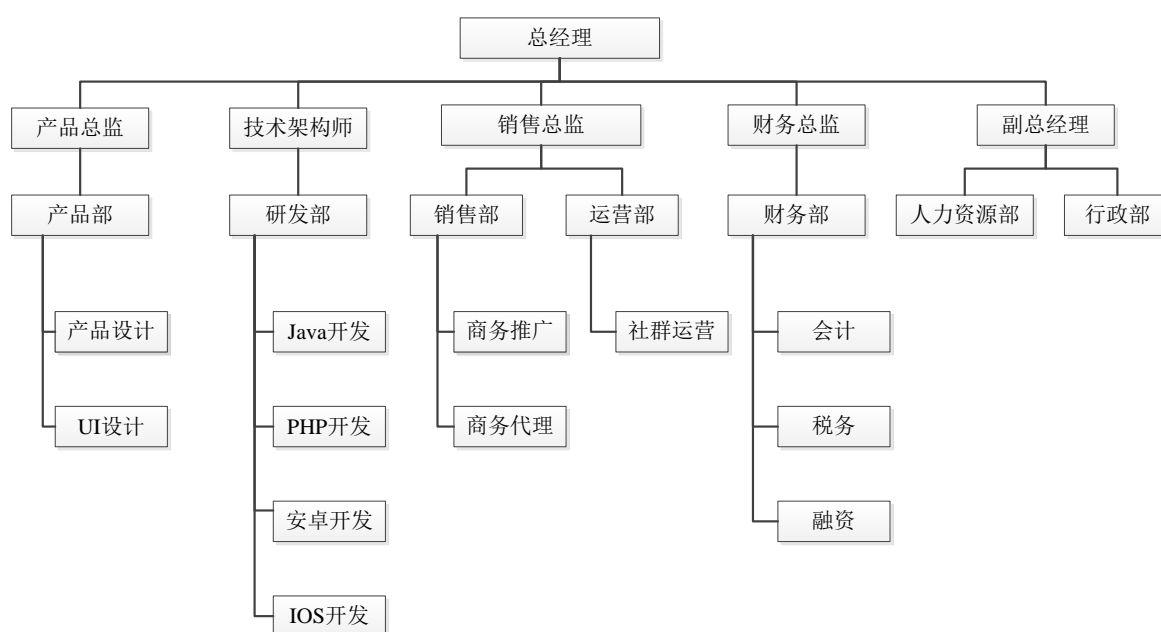 总经理
产品总监
技术架构师
销售总监
财务总监
副总经理
产品部
研发部
销售部
运营部
财务部
人力资源部
行政部
产品设计
Java开发
商务推广
社群运营
会计
UI设计
PHP开发
商务代理
税务
安卓开发
融资
IOS开发